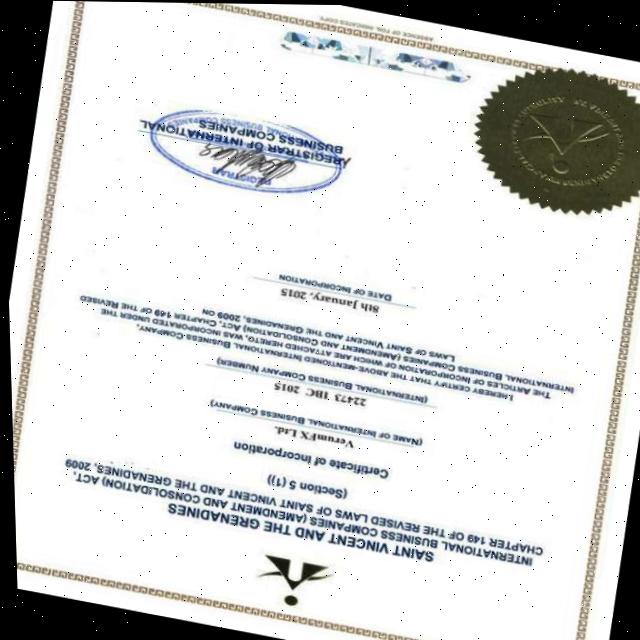 SAINT VINCENT AND THE GRENADINES
INTERNATIONAL BUSINESS COMPANIES (AMENDMENT AND CONSOLIDATION) ACT,
CHAPTER 149 OF THE REVISED LAWS OF SAINT VINCENT AND THE GRENADINES, 2009
(Section 5 (1))
Certificate of Incorporation
VerumFX Ltd.
(NAME OF INTERNATIONAL BUSINESS COMPANY)
22473 IBC 2015
(INTERNATIONAL BUSINESS COMPANY NUMBER)
I HEREBY CERTIFY THAT THE ABOVE-MENTIONED INTERNATIONAL BUSINESS COMPANY,
THE ARTICLES OF INCORPORATION OF WHICH ARE ATTACHED HERETO, WAS INCORPORATED UNDER THE
INTERNATIONAL BUSINESS COMPANIES (AMENDMENT AND CONSOLIDATION) ACT, CHAPTER 149 OF THE REVISED
LAWS OF SAINT VINCENT AND THE GRENADINES, 2009 ON
8th January, 2015
DATE OF INCORPORATION
REGISTRAR OF INTERNATIONAL
BUSINESS COMPANIES